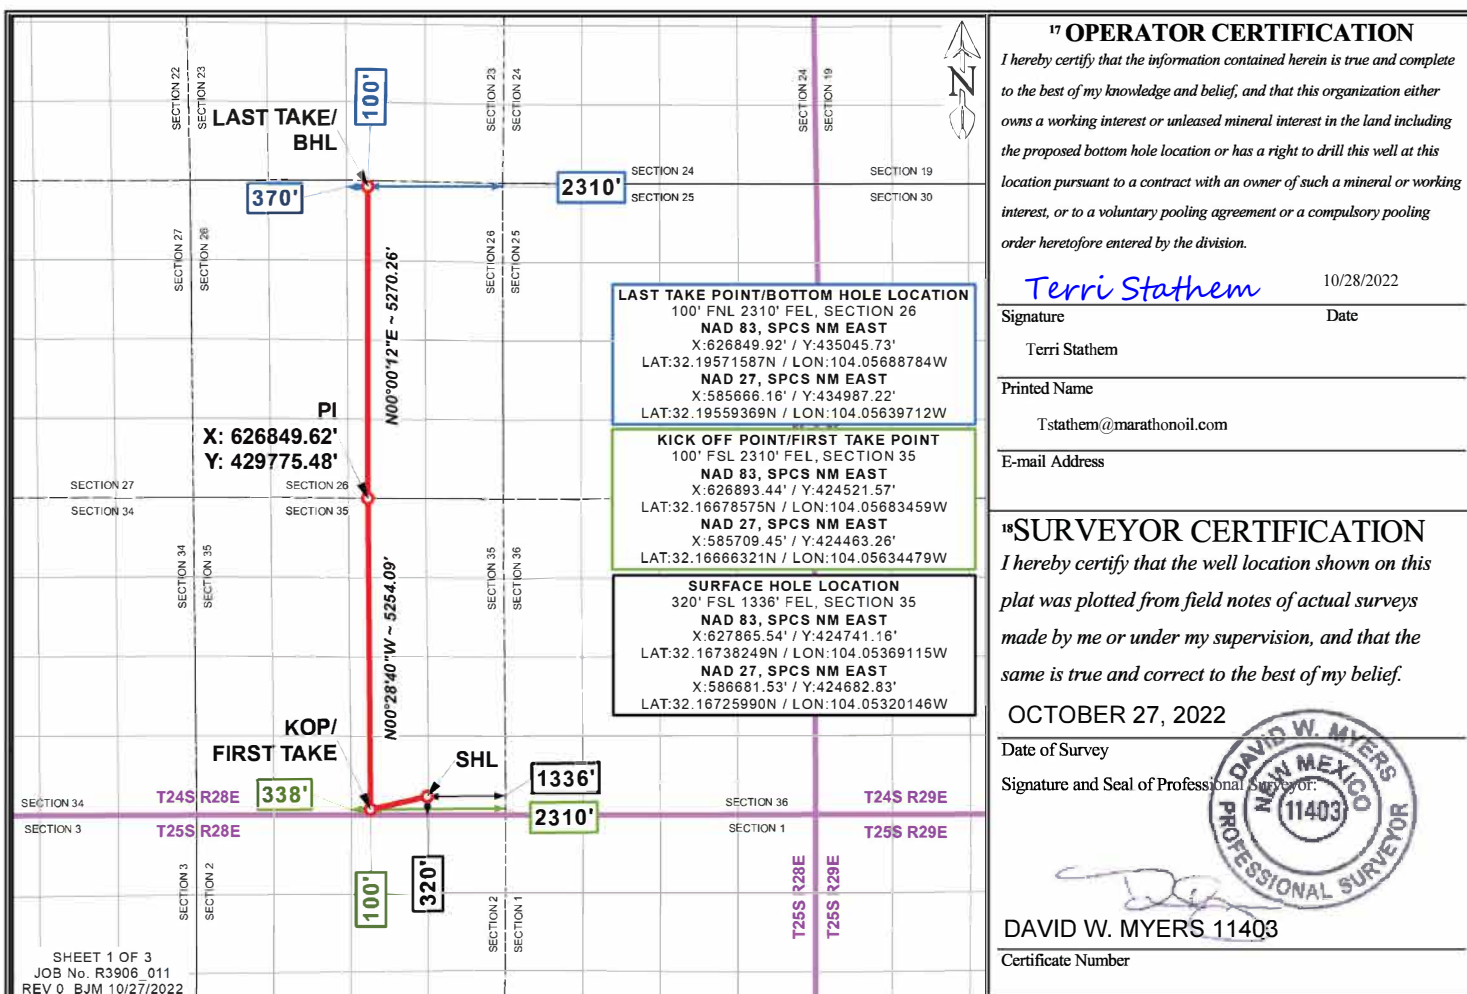 SECTION 22
SECTION 23
SECTION 23
SECTION 24
SECTION 24
SECTION 19
100'
N
LAST TAKE/
BHL
370'
2310'
SECTION 24
SECTION 19
SECTION 25
SECTION 30
SECTION 27
SECTION 26
SECTION 26
SECTION 25
N00°00'12"E ~ 5270.26'
LAST TAKE POINT/BOTTOM HOLE LOCATION
100' FNL 2310' FEL, SECTION 26
NAD 83, SPCS NM EAST
X:626849.92' / Y:435045.73'
LAT:32.19571587N / LON:104.05688784W
NAD 27, SPCS NM EAST
X:585666.16' / Y:434987.22'
LAT:32.19559369N / LON:104.05639712W
PI
X: 626849.62'
Y: 429775.48'
KICK OFF POINT/FIRST TAKE POINT
100' FSL 2310' FEL, SECTION 35
NAD 83, SPCS NM EAST
X:626893.44' / Y:424521.57'
LAT:32.16678575N / LON:104.05683459W
NAD 27, SPCS NM EAST
X:585709.45' / Y:424463.26'
LAT:32.16666321N / LON:104.05634479W
SECTION 27
SECTION 26
SECTION 34
SECTION 35
SECTION 34
SECTION 35
SECTION 35
SECTION 36
N00°28'40"W ~ 5254.09'
SURFACE HOLE LOCATION
320' FSL 1336' FEL, SECTION 35
NAD 83, SPCS NM EAST
X:627865.54' / Y:424741.16'
LAT:32.16738249N / LON:104.05369115W
NAD 27, SPCS NM EAST
X:586681.53' / Y:424682.83'
LAT:32.16725990N / LON:104.05320146W
KOP/
FIRST TAKE
SHL
1336'
338'
2310'
SECTION 34
T24S R28E
SECTION 36
T24S R29E
SECTION 3
T25S R28E
SECTION 1
T25S R29E
SECTION 3
SECTION 2
100'
320'
SECTION 2
SECTION 1
T25S R28E
T25S R29E
SHEET 1 OF 3
JOB No. R3906_011
REV 0 BJM 10/27/2022
17 OPERATOR CERTIFICATION
I hereby certify that the information contained herein is true and complete
to the best of my knowledge and belief, and that this organization either
owns a working interest or unleased mineral interest in the land including
the proposed bottom hole location or has a right to drill this well at this
location pursuant to a contract with an owner of such a mineral or working
interest, or to a voluntary pooling agreement or a compulsory pooling
order heretofore entered by the division.
Terri Stathem 10/28/2022
Signature Date
Terri Stathem
Printed Name
Tstathem@marathonoil.com
E-mail Address
18 SURVEYOR CERTIFICATION
I hereby certify that the well location shown on this
plat was plotted from field notes of actual surveys
made by me or under my supervision, and that the
same is true and correct to the best of my belief.
OCTOBER 27, 2022
Date of Survey
Signature and Seal of Professional Surveyor:
DAVID W. MYERS
NEW MEXICO
11403
PROFESSIONAL SURVEYOR
DAVID W. MYERS 11403
Certificate Number